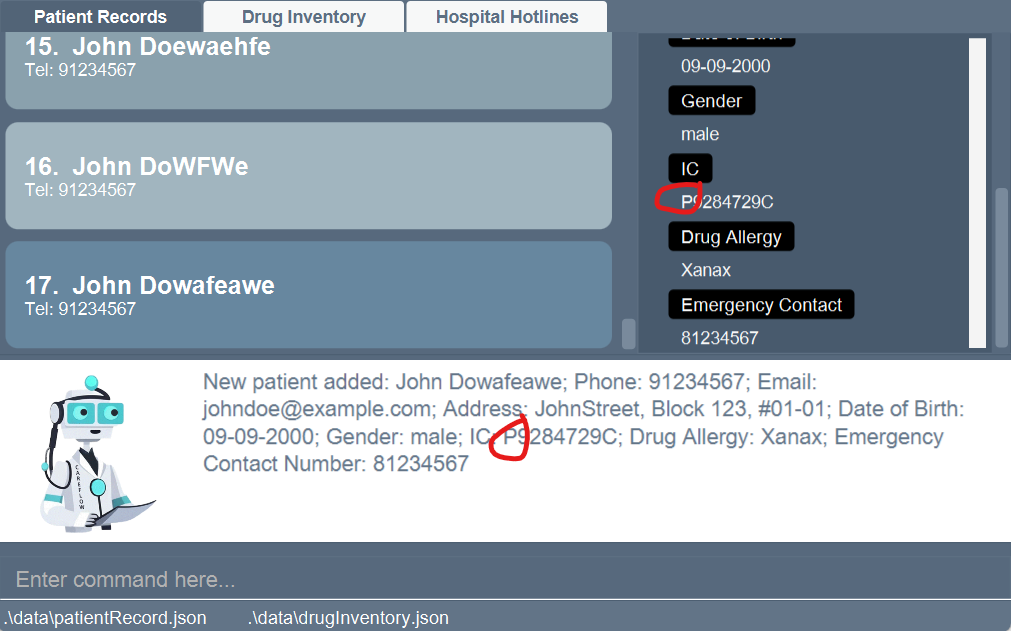 Patient Records
Drug Inventory
Hospital Hotlines
15. John Doewaehfe
Tel: 91234567
16. John DoWFWe
Tel: 91234567
17. John Dowafeawe
Tel: 91234567
Date of Birth
09-09-2000
Gender
male
IC
P9284729C
Drug Allergy
Xanax
Emergency Contact
81234567
New patient added: John Dowafeawe; Phone: 91234567; Email:
johndoe@example.com; Address: JohnStreet, Block 123, #01-01; Date of Birth:
09-09-2000; Gender: male; IC: P9284729C; Drug Allergy: Xanax; Emergency
Contact Number: 81234567
CAREFLOW
Enter command here...
.\data\patientRecord.json
.\data\drugInventory.json